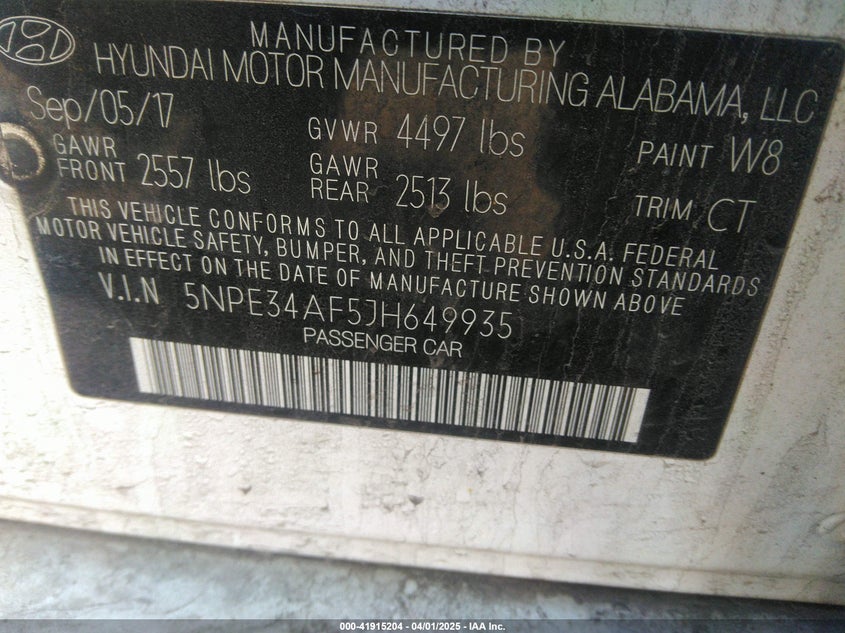 MANUFACTURED BY
HYUNDAI MOTOR MANUFACTURING ALABAMA, LLC
Sep/05/17 GVWR 4497 lbs PAINT W8
GAWR FRONT 2557 lbs GAWR REAR 2513 lbs TRIM CT
THIS VEHICLE CONFORMS TO ALL APPLICABLE U.S.A. FEDERAL
MOTOR VEHICLE SAFETY, BUMPER, AND THEFT PREVENTION STANDARDS
IN EFFECT ON THE DATE OF MANUFACTURE SHOWN ABOVE
V.I.N 5NPE34AF5JH649935
PASSENGER CAR
000-41915204 - 04/01/2025 - IAA Inc.